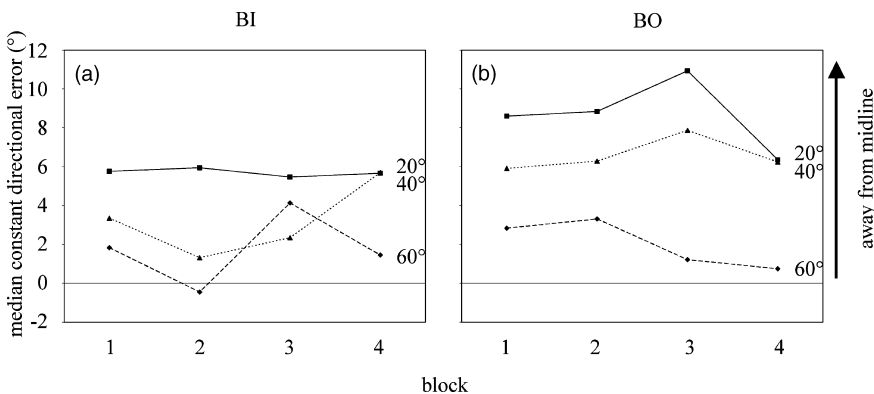 BI
BO
median constant directional error (°)
12
10
8
6
4
2
0
-2
(a)
20°
40°
60°
1 2 3 4
(b)
20°
40°
60°
1 2 3 4
away from midline
block